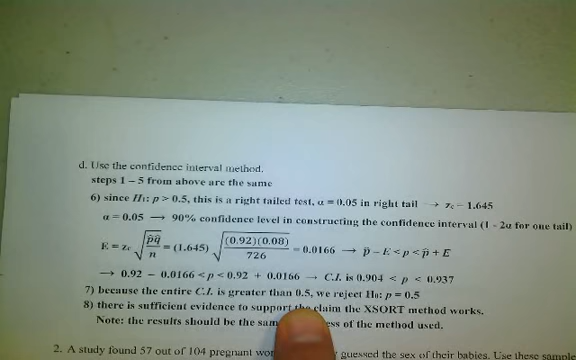 d. Use the confidence interval method.
steps 1 – 5 from above are the same
6) since H₁: p > 0.5, this is a right tailed test, α = 0.05 in right tail → zc – 1.645
α = 0.05 → 90% confidence level in constructing the confidence interval (1 - 2α for one tail)
E = zc √(p̂q̂/n) = (1.645) √((0.92)(0.08)/726) = 0.0166 → p̂ – E < p < p̂ + E
→ 0.92 – 0.0166 < p < 0.92 + 0.0166 → C.I. is 0.904 < p < 0.937
7) because the entire C.I. is greater than 0.5, we reject H₀: p = 0.5
8) there is sufficient evidence to support the claim the XSORT method works.
Note: the results should be the of the method used.
2. A study found 57 out of 104 pregnant guessed the sex of their babies. Use these